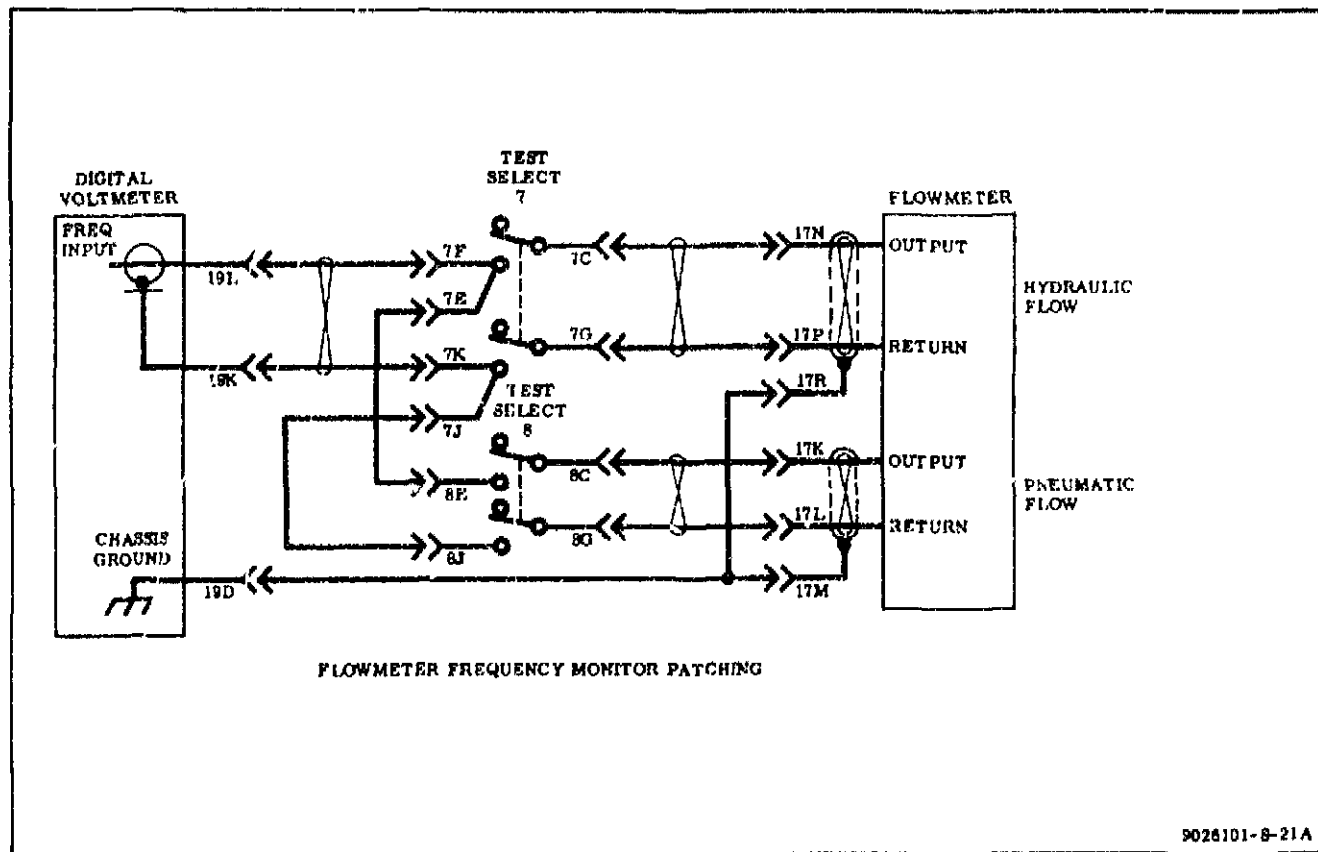 DIGITAL
VOLTMETER
FREQ
INPUT
19L
19K
CHASSIS
GROUND
19D
TEST
SELECT
7
7F
7E
7K
7J
7C
7G
TEST
SELECT
8
8E
8J
8C
8G
17N
17P
17R
17K
17L
17M
FLOWMETER
OUTPUT
RETURN
HYDRAULIC
FLOW
OUTPUT
RETURN
PNEUMATIC
FLOW
FLOWMETER FREQUENCY MONITOR PATCHING
9026101-8-21A